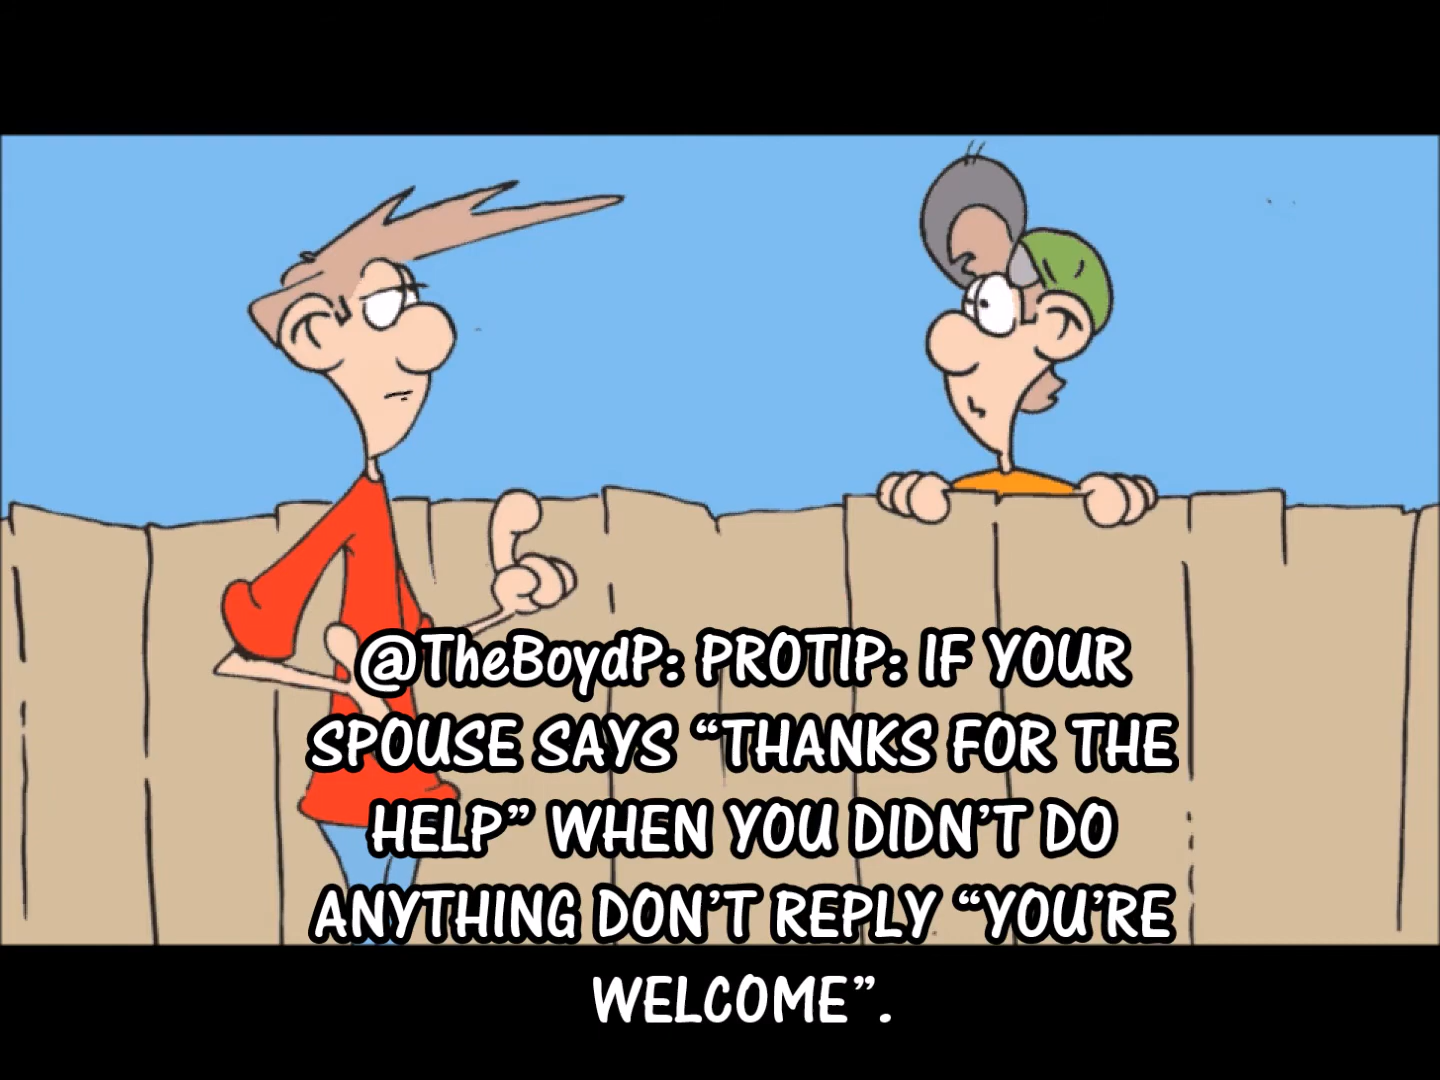 @TheBoydP: PROTIP: IF YOUR
SPOUSE SAYS “THANKS FOR THE
HELP” WHEN YOU DIDN’T DO
ANYTHING DON’T REPLY “YOU’RE
WELCOME”.